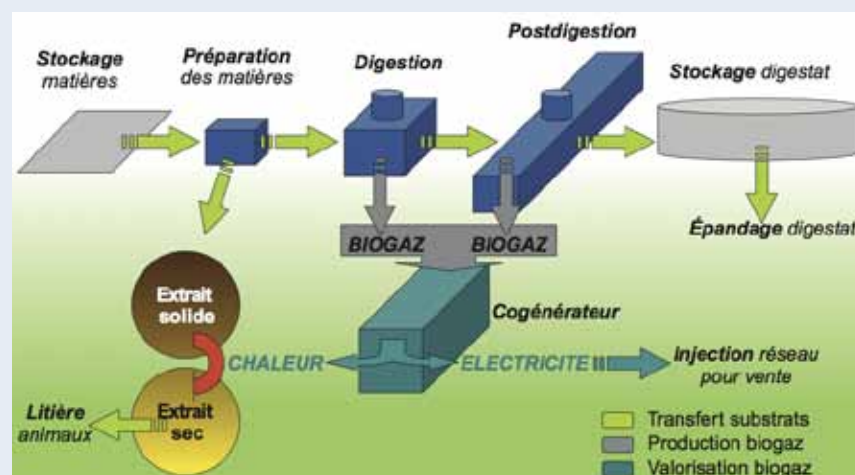 Stockage
matières
Préparation
des matières
Digestion
Postdigestion
Stockage digestat
BIOGAZ
BIOGAZ
Épandage digestat
Extrait
solide
Cogénérateur
CHALEUR
ELECTRICITE
Injection réseau
pour vente
Litière
animaux
Extrait
sec
Transfert substrats
Production biogaz
Valorisation biogaz